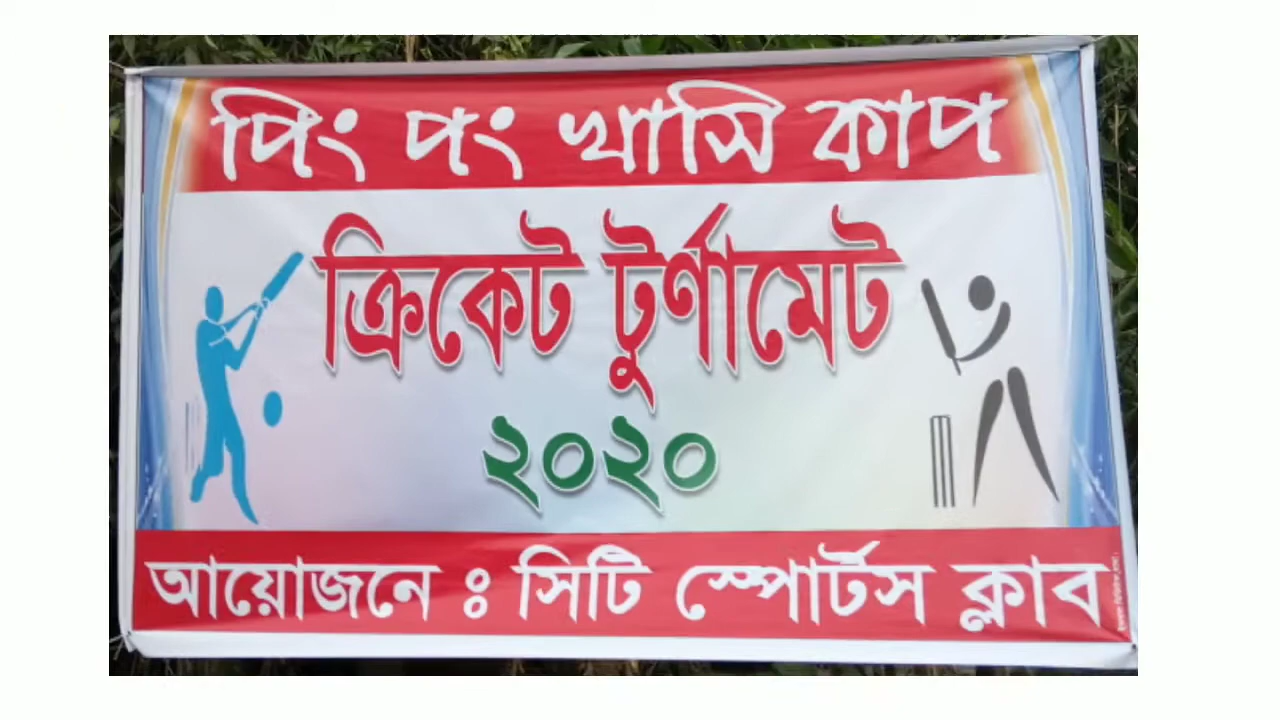 পিং পং খাসি কাপ
ক্রিকেট টুর্ণামেট
২০২০
আয়োজনে ঃ সিটি স্পোর্টস ক্লাব